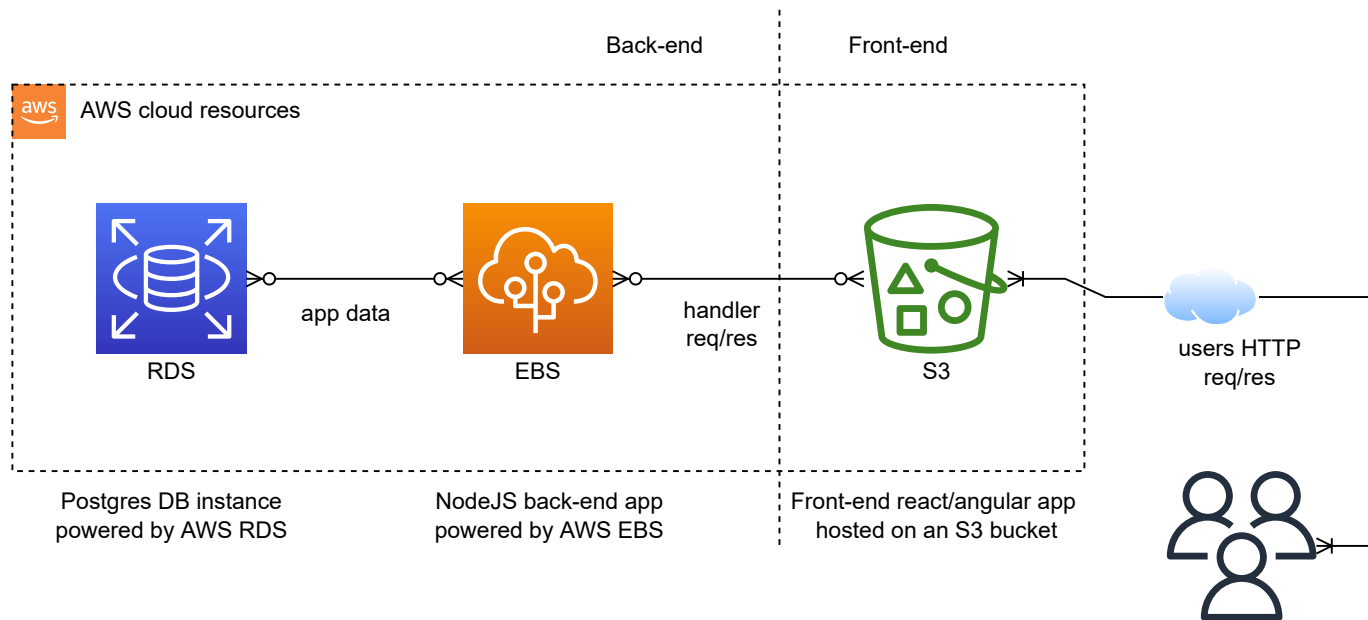 Back-end
Front-end
aws
AWS cloud resources
app data
handler
req/res
RDS
EBS
S3
users HTTP
req/res
Postgres DB instance
powered by AWS RDS
NodeJS back-end app
powered by AWS EBS
Front-end react/angular app
hosted on an S3 bucket